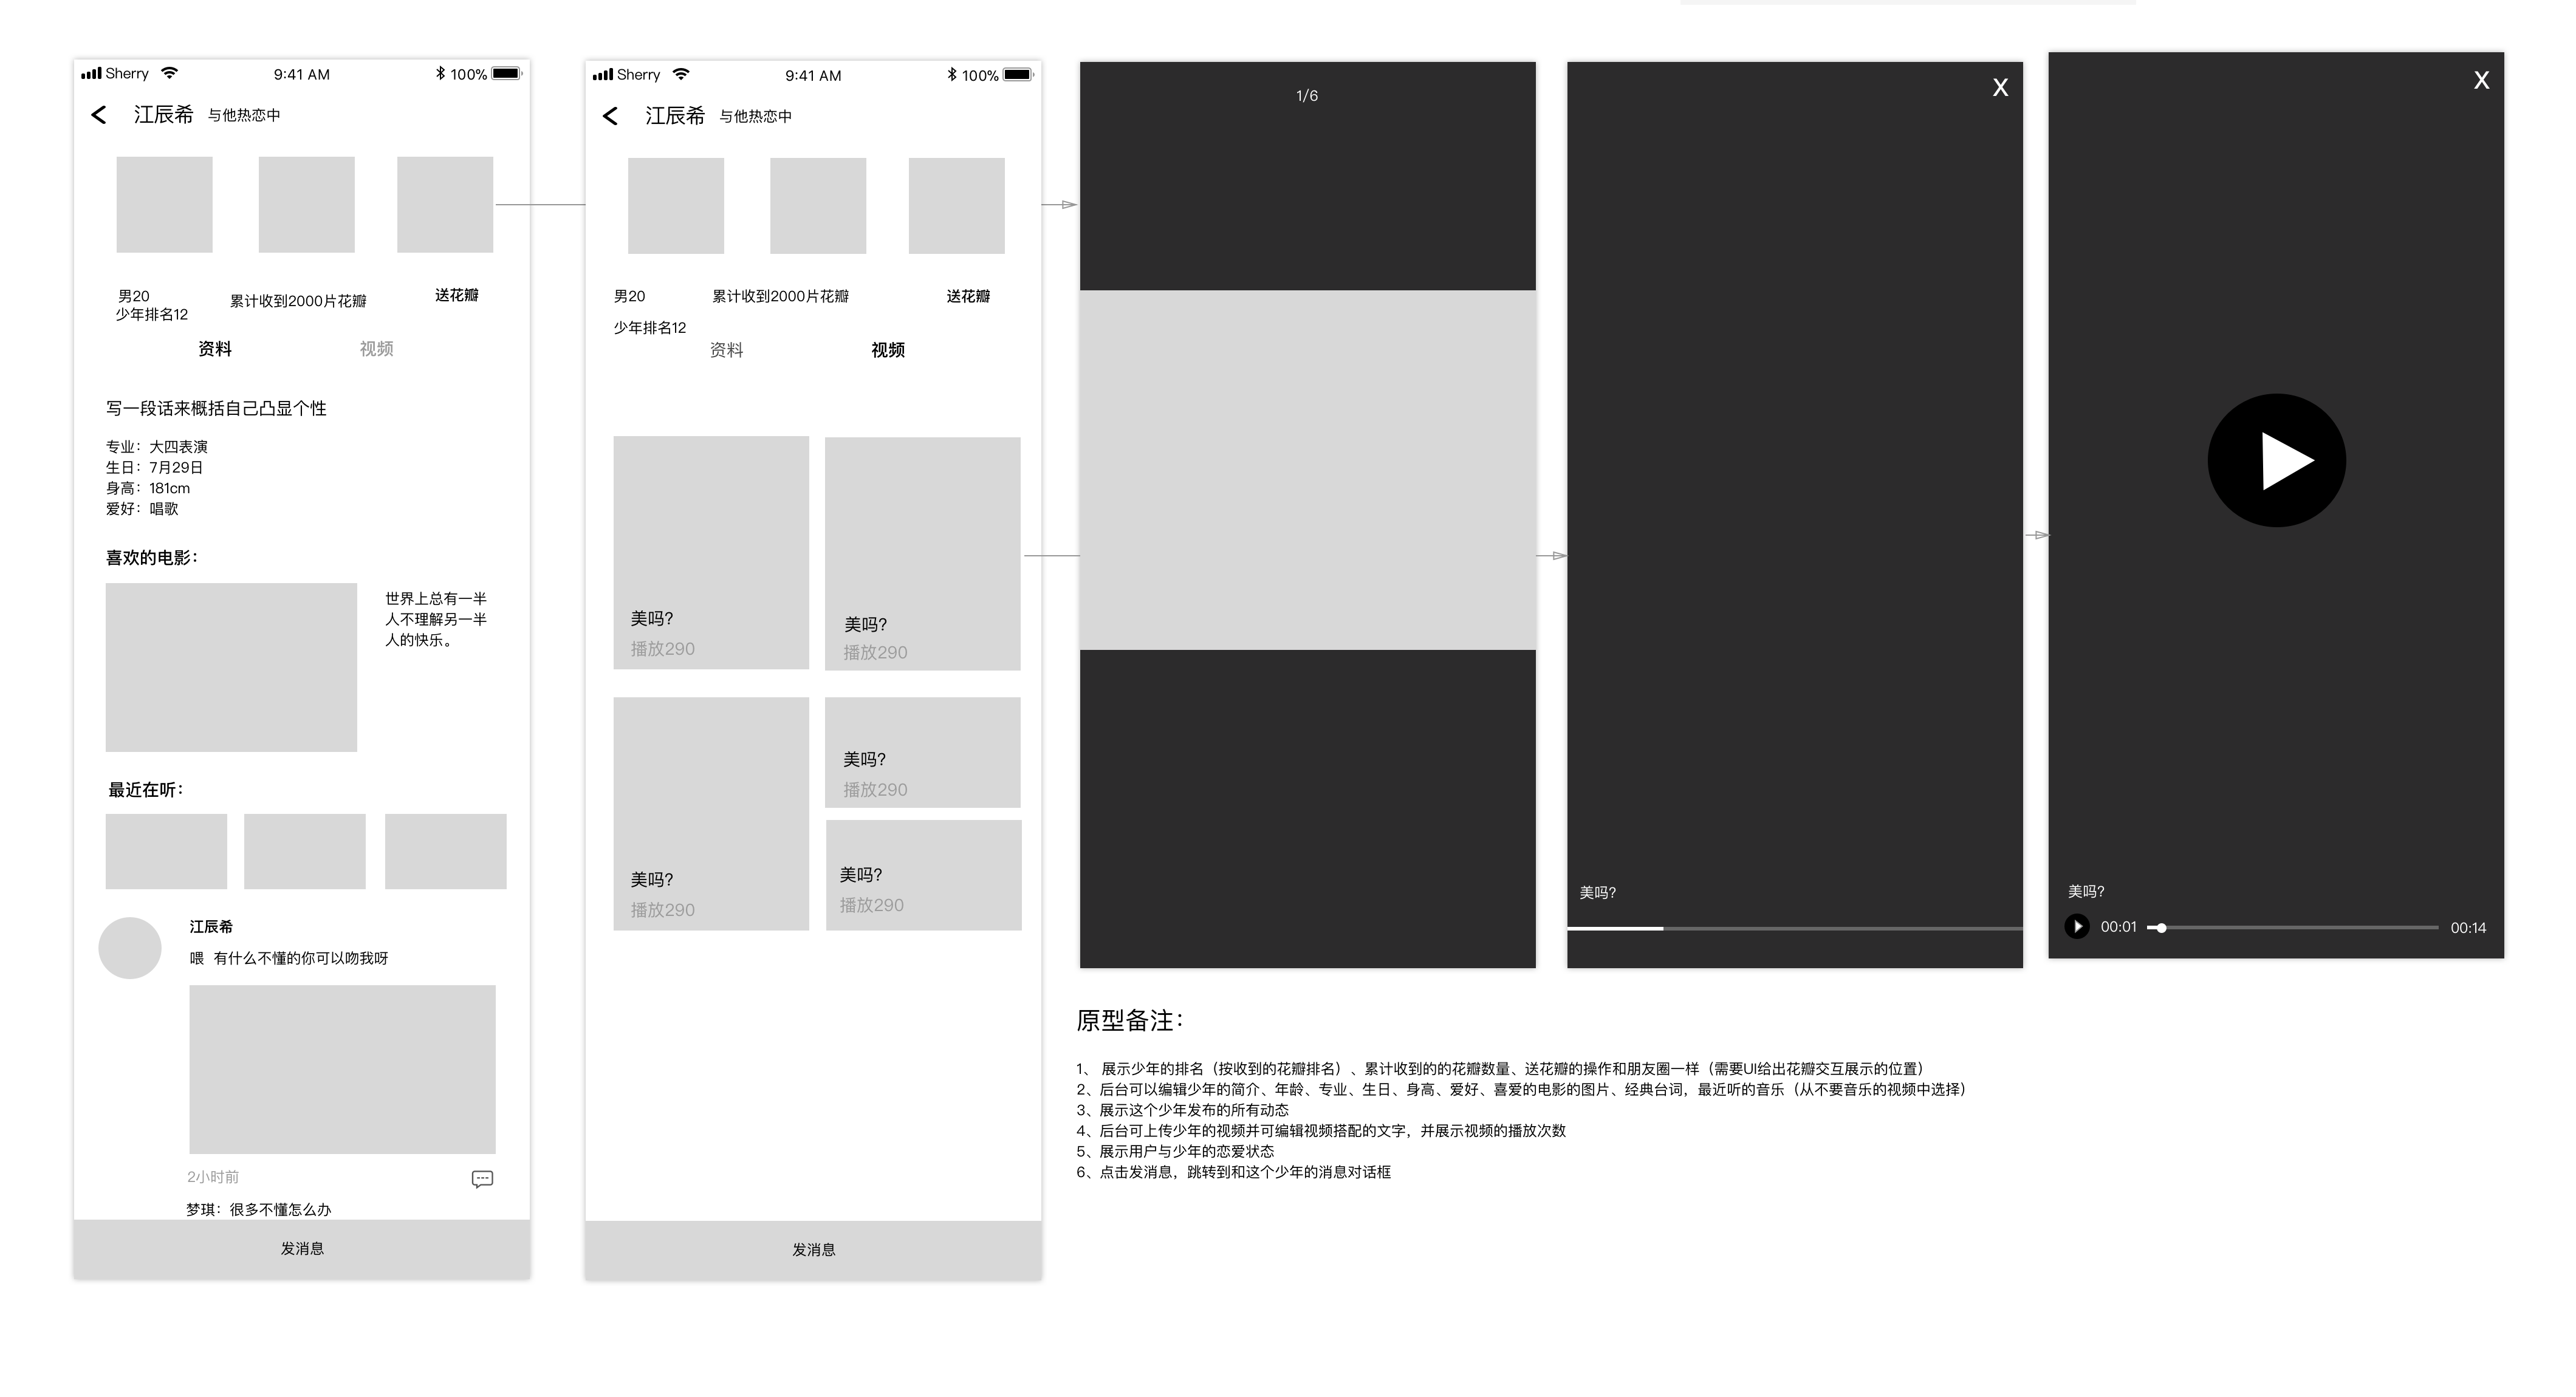 Sherry 9:41 AM 100%
江辰希 与他热恋中
男20
少年排名12
累计收到2000片花瓣
送花瓣
资料 视频
写一段话来概括自己凸显个性
专业：大四表演
生日：7月29日
身高：181cm
爱好：唱歌
喜欢的电影：
世界上总有一半
人不理解另一半
人的快乐。
最近在听：
江辰希
喂 有什么不懂的你可以吻我呀
2小时前
梦琪：很多不懂怎么办
发消息
Sherry 9:41 AM 100%
江辰希 与他热恋中
男20
少年排名12
累计收到2000片花瓣
送花瓣
资料 视频
美吗?
播放290
美吗?
播放290
美吗?
播放290
美吗?
播放290
美吗?
播放290
发消息
1/6
X
美吗?
X
美吗?
00:01 00:14
原型备注：
1、 展示少年的排名（按收到的花瓣排名）、累计收到的的花瓣数量、送花瓣的操作和朋友圈一样（需要UI给出花瓣交互展示的位置）
2、后台可以编辑少年的简介、年龄、专业、生日、身高、爱好、喜爱的电影的图片、经典台词，最近听的音乐（从不要音乐的视频中选择）
3、展示这个少年发布的所有动态
4、后台可上传少年的视频并可编辑视频搭配的文字，并展示视频的播放次数
5、展示用户与少年的恋爱状态
6、点击发消息，跳转到和这个少年的消息对话框